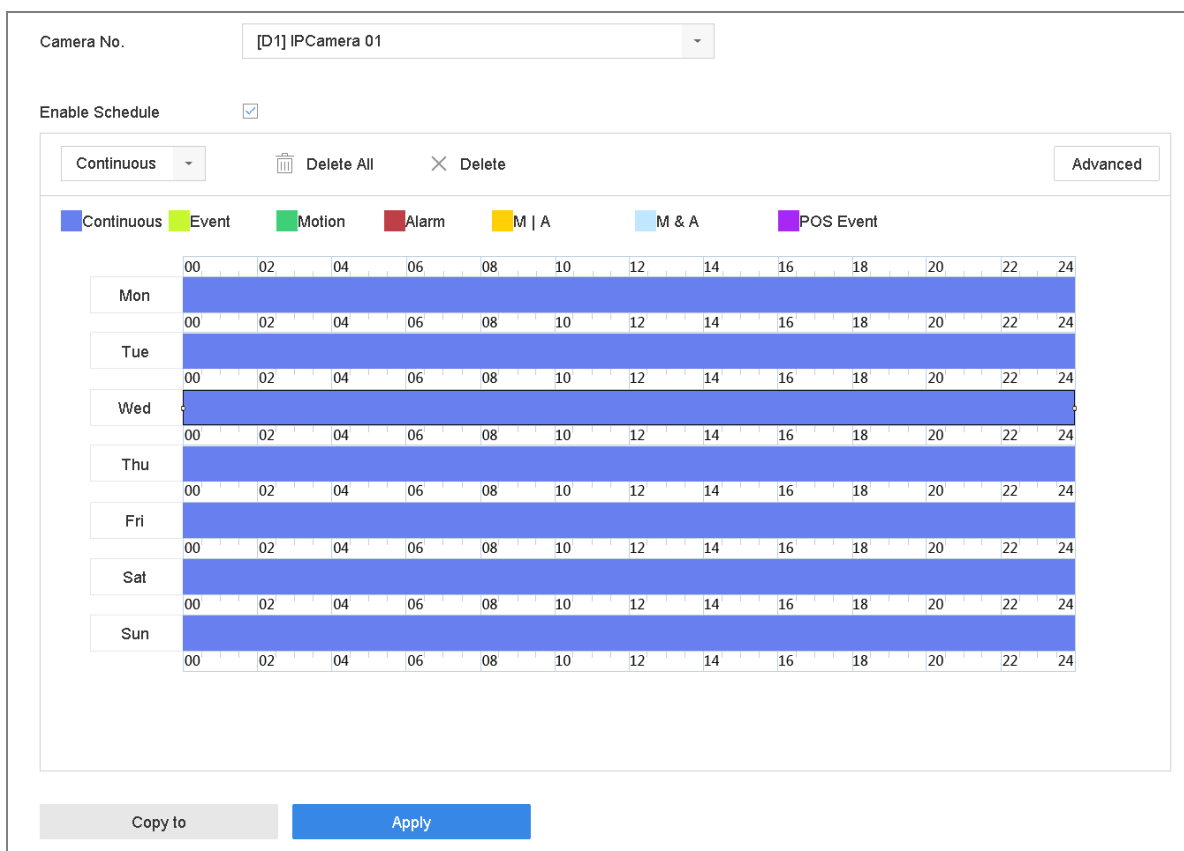 Camera No. [D1] IPCamera 01
Enable Schedule
Continuous Delete All Delete Advanced
Continuous Event Motion Alarm M | A M & A POS Event
00 02 04 06 08 10 12 14 16 18 20 22 24
Mon
00 02 04 06 08 10 12 14 16 18 20 22 24
Tue
00 02 04 06 08 10 12 14 16 18 20 22 24
Wed
00 02 04 06 08 10 12 14 16 18 20 22 24
Thu
00 02 04 06 08 10 12 14 16 18 20 22 24
Fri
00 02 04 06 08 10 12 14 16 18 20 22 24
Sat
00 02 04 06 08 10 12 14 16 18 20 22 24
Sun
00 02 04 06 08 10 12 14 16 18 20 22 24
Copy to Apply